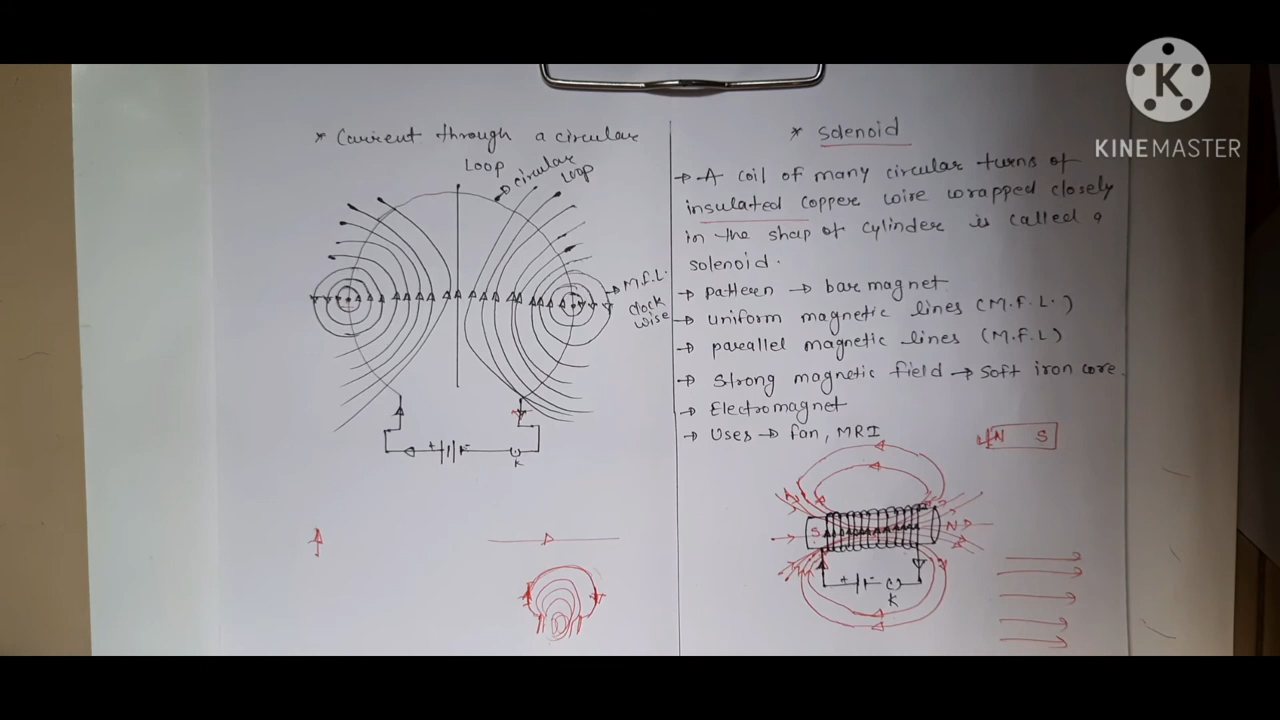 * Current through a circular
Loop
circular
Loop
M.F.L.
clock
wise
+ -
K
* Solenoid
→ A coil of many circular turns of
insulated copper wire wrapped closely
in the shap of cylinder is called a
solenoid.
→ pattern → bar magnet
→ uniform magnetic lines (M.f.L.)
→ parallel magnetic lines (M.f.L)
→ Strong magnetic field → Soft iron core.
→ Electromagnet
→ Uses → fan, MRI
N S
S N
+ -
K
K
KINEMASTER